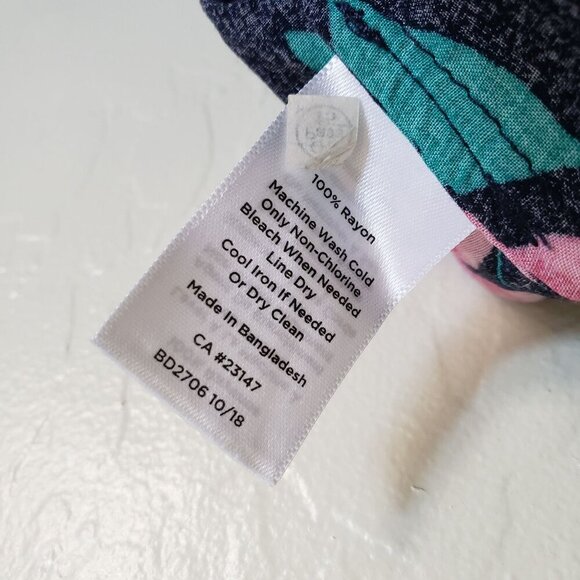 100% Rayon
Machine Wash Cold
Only Non-Chlorine
Bleach When Needed
Line Dry
Cool Iron If Needed
Or Dry Clean
Made In Bangladesh
CA #23147
BD2706 10/18